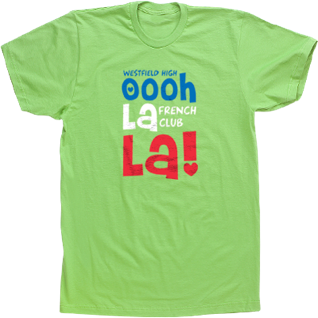 WESTFIELD HIGH
oooh
La FRENCH CLUB
La!